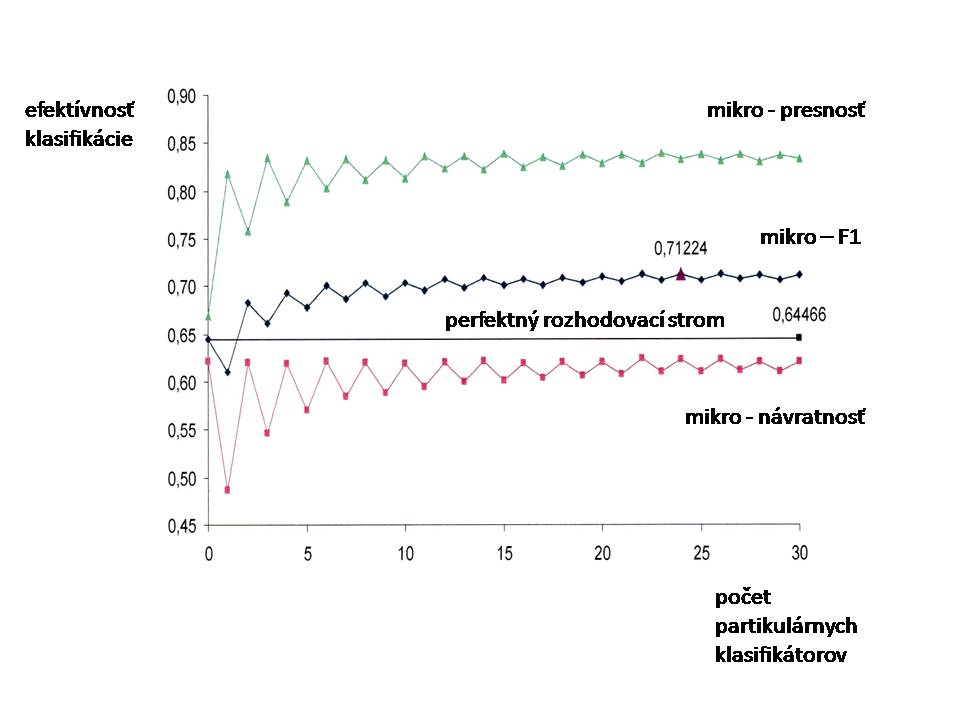 efektívnosť
klasifikácie
mikro - presnosť
mikro – F1
0,71224
perfektný rozhodovací strom
0,64466
mikro - návratnosť
0,90
0,85
0,80
0,75
0,70
0,65
0,60
0,55
0,50
0,45
0 5 10 15 20 25 30
počet
partikulárnych
klasifikátorov